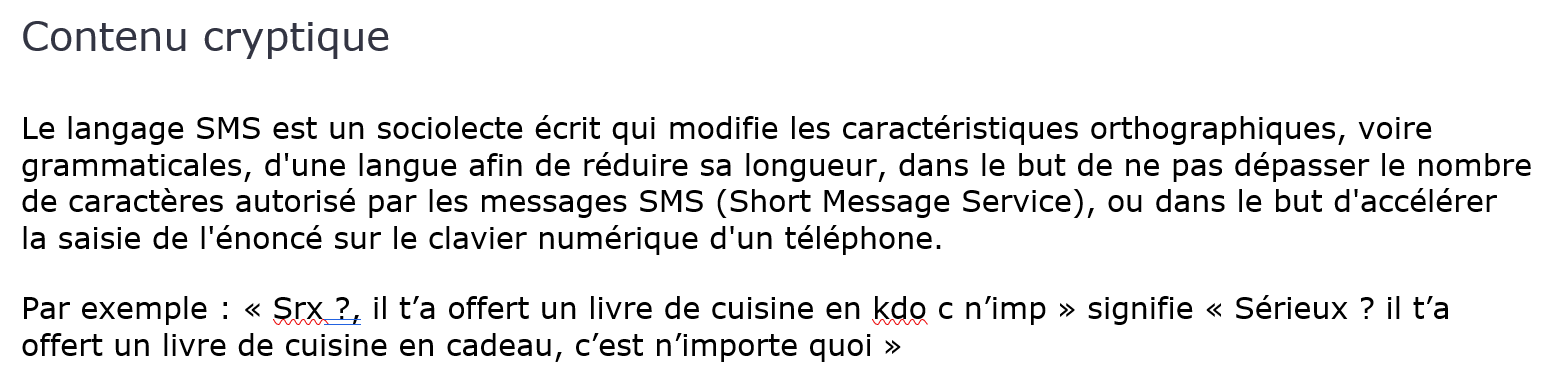 Contenu cryptique
Le langage SMS est un sociolecte écrit qui modifie les caractéristiques orthographiques, voire
grammaticales, d'une langue afin de réduire sa longueur, dans le but de ne pas dépasser le nombre
de caractères autorisé par les messages SMS (Short Message Service), ou dans le but d'accélérer
la saisie de l'énoncé sur le clavier numérique d'un téléphone.
Par exemple : « Srx ?, il t’a offert un livre de cuisine en kdo c n’imp » signifie « Sérieux ? il t’a
offert un livre de cuisine en cadeau, c’est n’importe quoi »